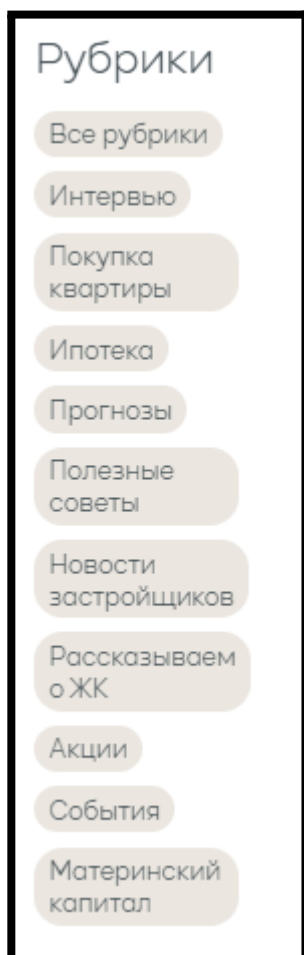 Рубрики
Все рубрики
Интервью
Покупка
квартиры
Ипотека
Прогнозы
Полезные
советы
Новости
застройщиков
Рассказываем
о ЖК
Акции
События
Материнский
капитал